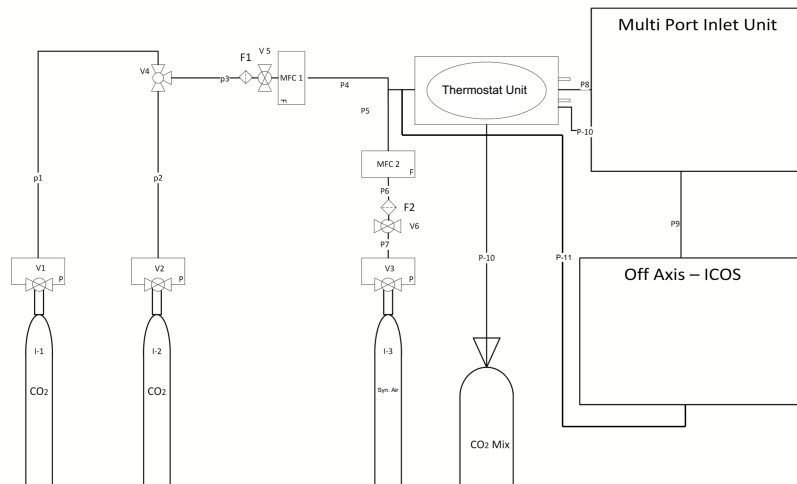 Multi Port Inlet Unit
F1
V 5
V4
p3
MFC 1
F
P4
P5
Thermostat Unit
P8
P-10
MFC 2
F
p1
p2
P6
F2
V6
P7
P9
P-10
P-11
V1
P
V2
P
V3
P
Off Axis – ICOS
I-1
I-2
I-3
CO2
CO2
Syn. Air
CO2 Mix